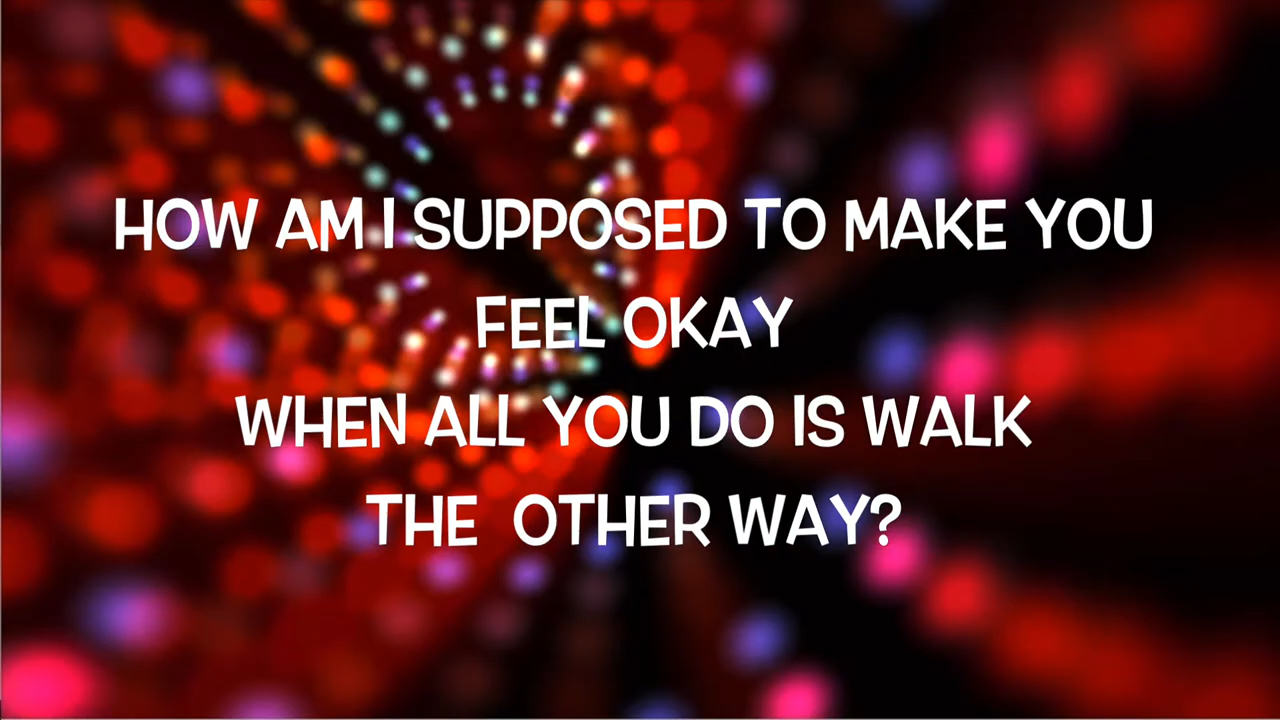 HOW AM I SUPPOSED TO MAKE YOU
FEEL OKAY
WHEN ALL YOU DO IS WALK
THE  OTHER WAY?